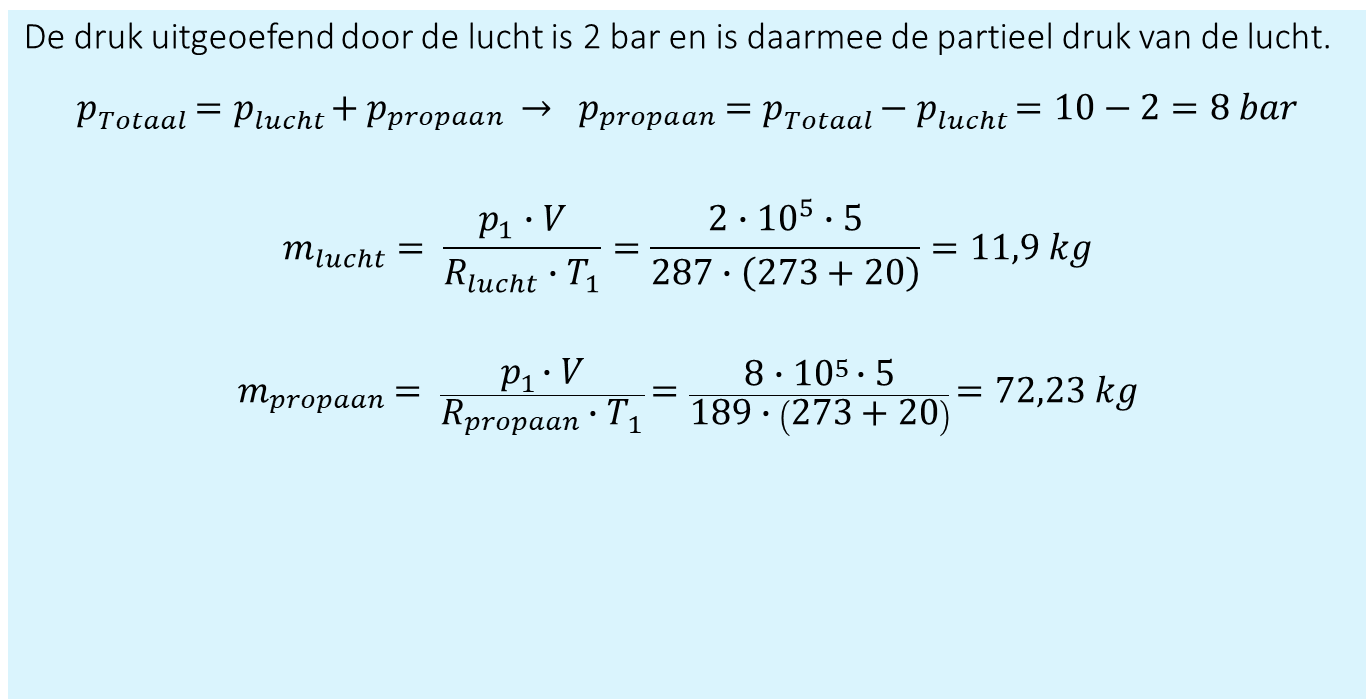 De druk uitgeoefend door de lucht is 2 bar en is daarmee de partieel druk van de lucht.
p_Totaal = p_lucht + p_propaan → p_propaan = p_Totaal − p_lucht = 10 − 2 = 8 bar
m_lucht = (p_1 · V) / (R_lucht · T_1) = (2 · 10^5 · 5) / (287 · (273 + 20)) = 11,9 kg
m_propaan = (p_1 · V) / (R_propaan · T_1) = (8 · 10^5 · 5) / (189 · (273 + 20)) = 72,23 kg